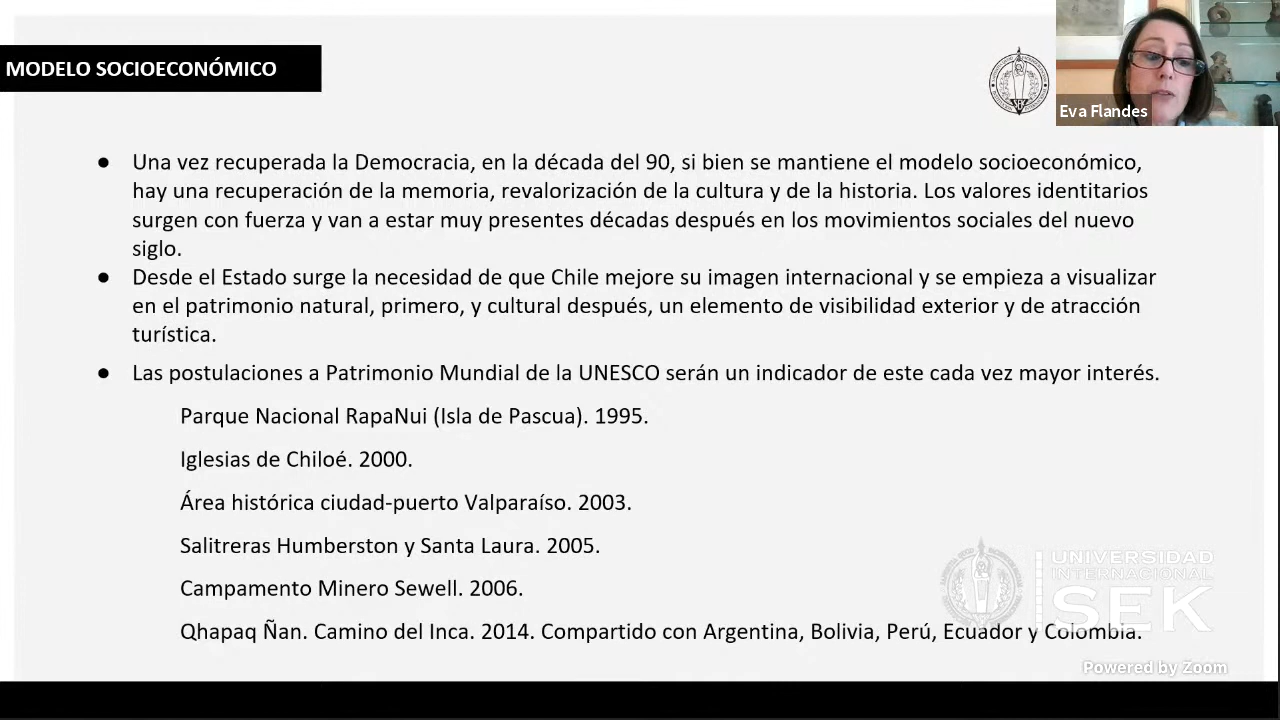 MODELO SOCIOECONÓMICO
SEK
Eva Flandes
● Una vez recuperada la Democracia, en la década del 90, si bien se mantiene el modelo socioeconómico,
hay una recuperación de la memoria, revalorización de la cultura y de la historia. Los valores identitarios
surgen con fuerza y van a estar muy presentes décadas después en los movimientos sociales del nuevo
siglo.
● Desde el Estado surge la necesidad de que Chile mejore su imagen internacional y se empieza a visualizar
en el patrimonio natural, primero, y cultural después, un elemento de visibilidad exterior y de atracción
turística.
● Las postulaciones a Patrimonio Mundial de la UNESCO serán un indicador de este cada vez mayor interés.
Parque Nacional RapaNui (Isla de Pascua). 1995.
Iglesias de Chiloé. 2000.
Área histórica ciudad-puerto Valparaíso. 2003.
Salitreras Humberston y Santa Laura. 2005.
Campamento Minero Sewell. 2006.
Qhapaq Ñan. Camino del Inca. 2014. Compartido con Argentina, Bolivia, Perú, Ecuador y Colombia.
UNIVERSIDAD
INTERNACIONAL
SEK
Powered by Zoom